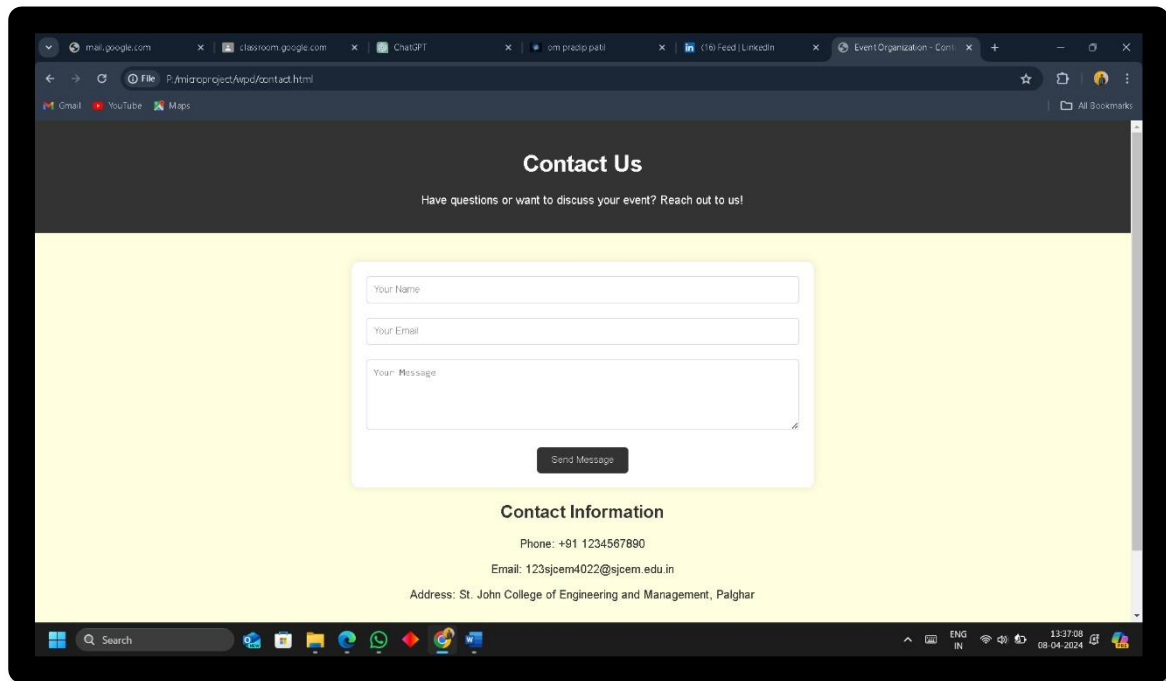 mail.google.com classroom.google.com ChatGPT om pradip patil (16) Feed | LinkedIn Event Organization - Cont
File P:/microproject/wpd/contact.html
Gmail YouTube Maps All Bookmarks
Contact Us
Have questions or want to discuss your event? Reach out to us!
Your Name
Your Email
Your Message
Send Message
Contact Information
Phone: +91 1234567890
Email: 123sjcem4022@sjcem.edu.in
Address: St. John College of Engineering and Management, Palghar
Search ENG 13:37:08
IN 08-04-2024